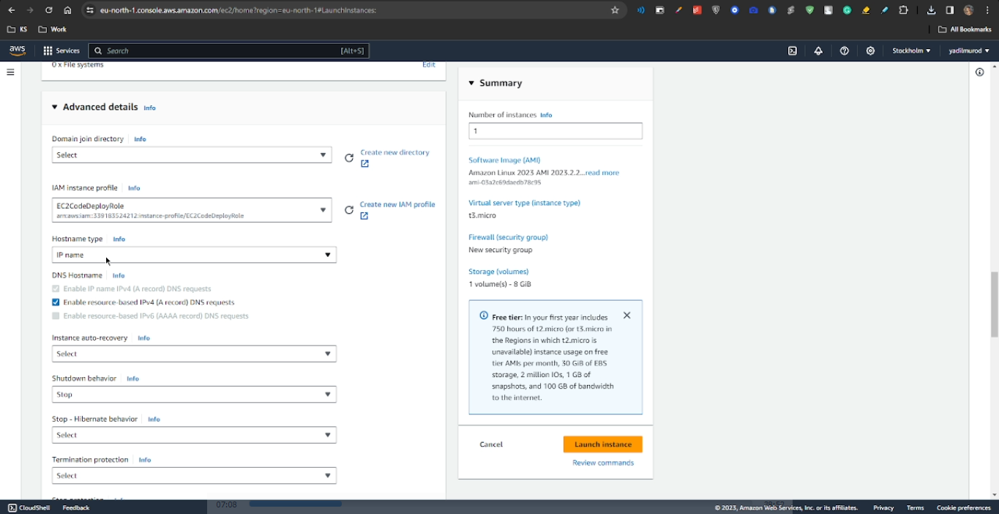 eu-north-1.console.aws.amazon.com/ec2/home?region=eu-north-1#LaunchInstances:
KS
Work
All Bookmarks
aws
Services
Search
[Alt+S]
Stockholm
yadilmurod
0 x File systems
Edit
Advanced details Info
Domain join directory Info
Select
Create new directory
IAM instance profile Info
EC2CodeDeployRole
arn:aws:iam::339183524212:instance-profile/EC2CodeDeployRole
Create new IAM profile
Hostname type Info
IP name
DNS Hostname Info
Enable IP name IPv4 (A record) DNS requests
Enable resource-based IPv4 (A record) DNS requests
Enable resource-based IPv6 (AAAA record) DNS requests
Instance auto-recovery Info
Select
Shutdown behavior Info
Stop
Stop - Hibernate behavior Info
Select
Termination protection Info
Select
Summary
Number of instances Info
1
Software Image (AMI)
Amazon Linux 2023 AMI 2023.2.2...read more
ami-03a2c69daedb78c95
Virtual server type (instance type)
t3.micro
Firewall (security group)
New security group
Storage (volumes)
1 volume(s) - 8 GiB
Free tier: In your first year includes
750 hours of t2.micro (or t3.micro in
the Regions in which t2.micro is
unavailable) instance usage on free
tier AMIs per month, 30 GiB of EBS
storage, 2 million IOs, 1 GB of
snapshots, and 100 GB of bandwidth
to the internet.
Cancel
Launch instance
Review commands
CloudShell
Feedback
07:08
© 2023, Amazon Web Services, Inc. or its affiliates.
Privacy
Terms
Cookie preferences